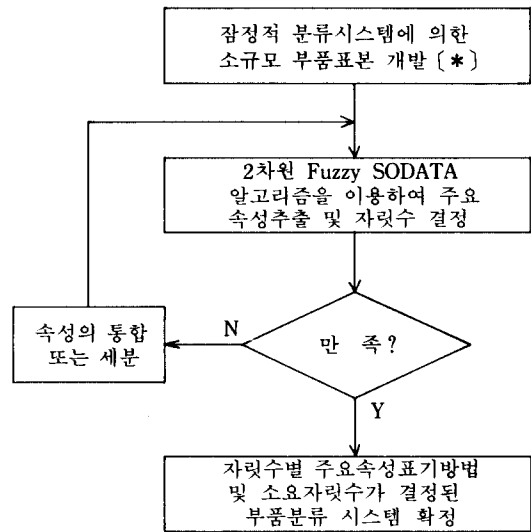 잠정적 분류시스템에 의한
소규모 부품표본 개발 [*]
2차원 Fuzzy SODATA
알고리즘을 이용하여 주요
속성추출 및 자릿수 결정
속성의 통합
또는 세분
N
만 족?
Y
자릿수별 주요속성표기방법
및 소요자릿수가 결정된
부품분류 시스템 확정